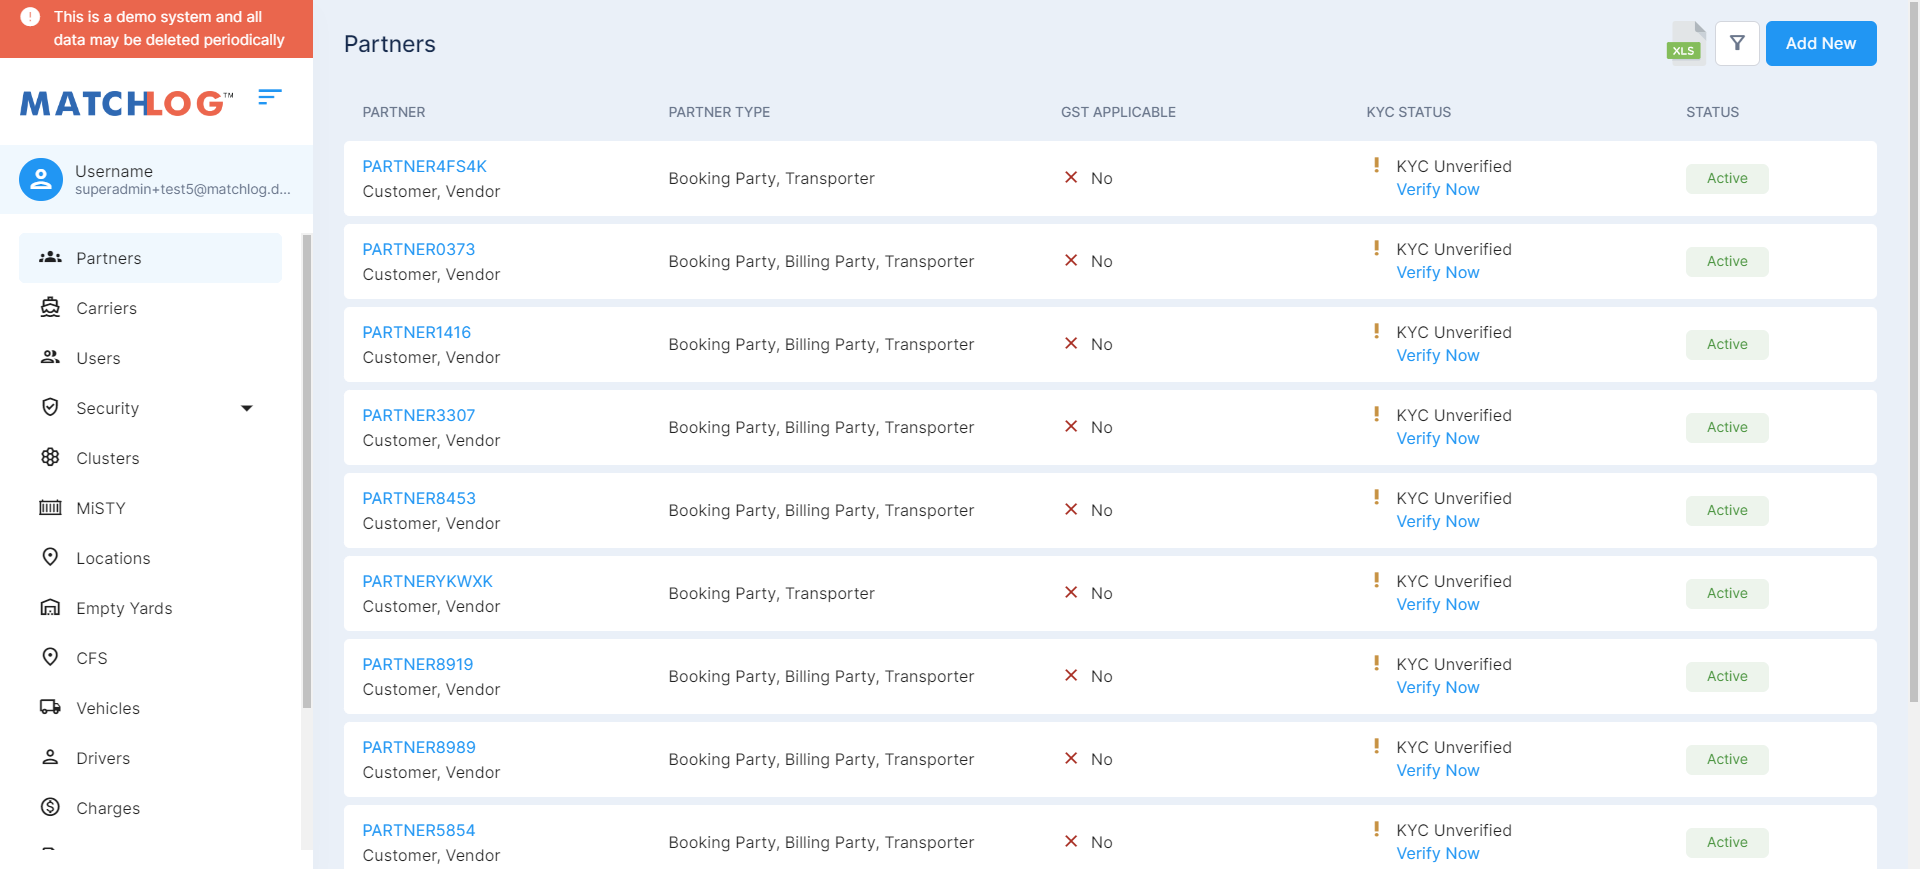 This is a demo system and all
data may be deleted periodically
MATCHLOG™
Username
superadmin+test5@matchlog.d...
Partners
Carriers
Users
Security
Clusters
MiSTY
Locations
Empty Yards
CFS
Vehicles
Drivers
Charges
Partners
XLS
Add New
PARTNER PARTNER TYPE GST APPLICABLE KYC STATUS STATUS
PARTNER4FS4K
Customer, Vendor
Booking Party, Transporter
No
KYC Unverified
Verify Now
Active
PARTNER0373
Customer, Vendor
Booking Party, Billing Party, Transporter
No
KYC Unverified
Verify Now
Active
PARTNER1416
Customer, Vendor
Booking Party, Billing Party, Transporter
No
KYC Unverified
Verify Now
Active
PARTNER3307
Customer, Vendor
Booking Party, Billing Party, Transporter
No
KYC Unverified
Verify Now
Active
PARTNER8453
Customer, Vendor
Booking Party, Billing Party, Transporter
No
KYC Unverified
Verify Now
Active
PARTNERYKWXK
Customer, Vendor
Booking Party, Transporter
No
KYC Unverified
Verify Now
Active
PARTNER8919
Customer, Vendor
Booking Party, Billing Party, Transporter
No
KYC Unverified
Verify Now
Active
PARTNER8989
Customer, Vendor
Booking Party, Billing Party, Transporter
No
KYC Unverified
Verify Now
Active
PARTNER5854
Customer, Vendor
Booking Party, Billing Party, Transporter
No
KYC Unverified
Verify Now
Active